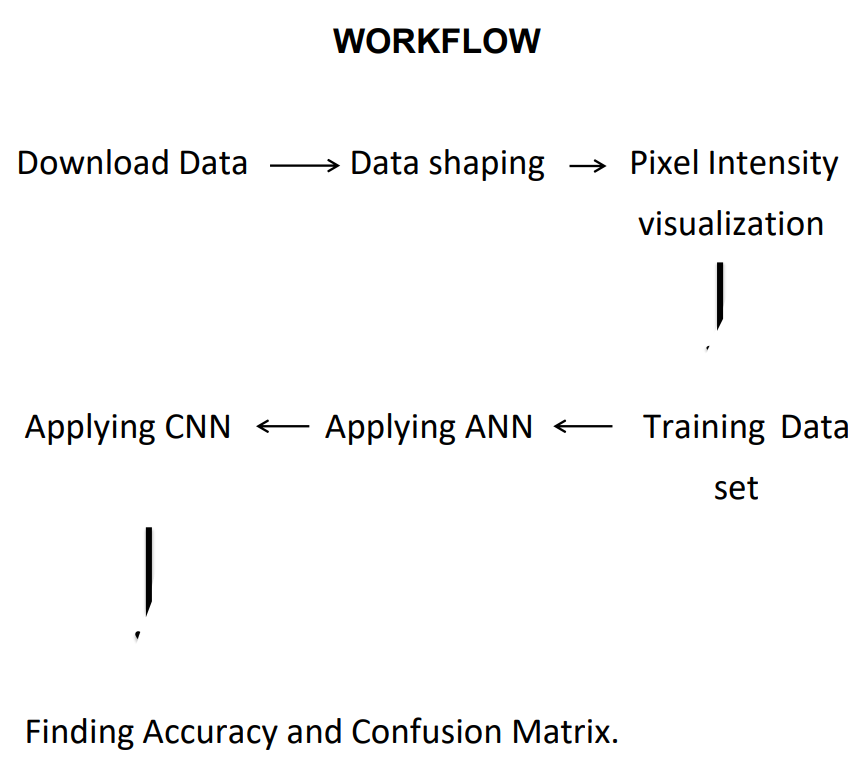 WORKFLOW
Download Data
Data shaping
Pixel Intensity
visualization
Training Data
set
Applying ANN
Applying CNN
Finding Accuracy and Confusion Matrix.